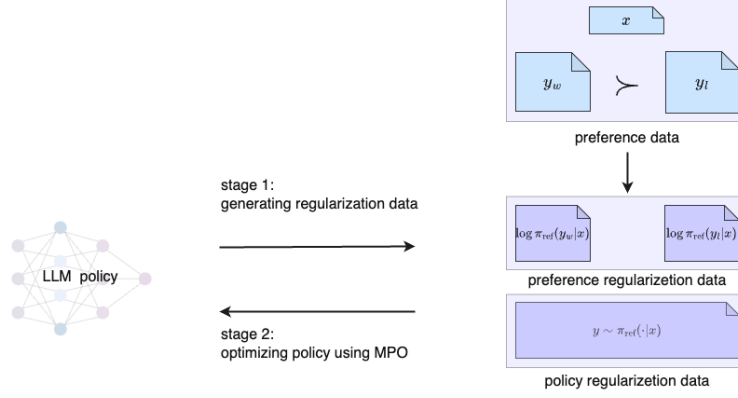 x
y_w ≻ y_l
preference data
stage 1:
generating regularization data
log π_ref(y_w|x)
log π_ref(y_l|x)
LLM policy
preference regularizetion data
stage 2:
optimizing policy using MPO
y ∼ π_ref(·|x)
policy regularizetion data